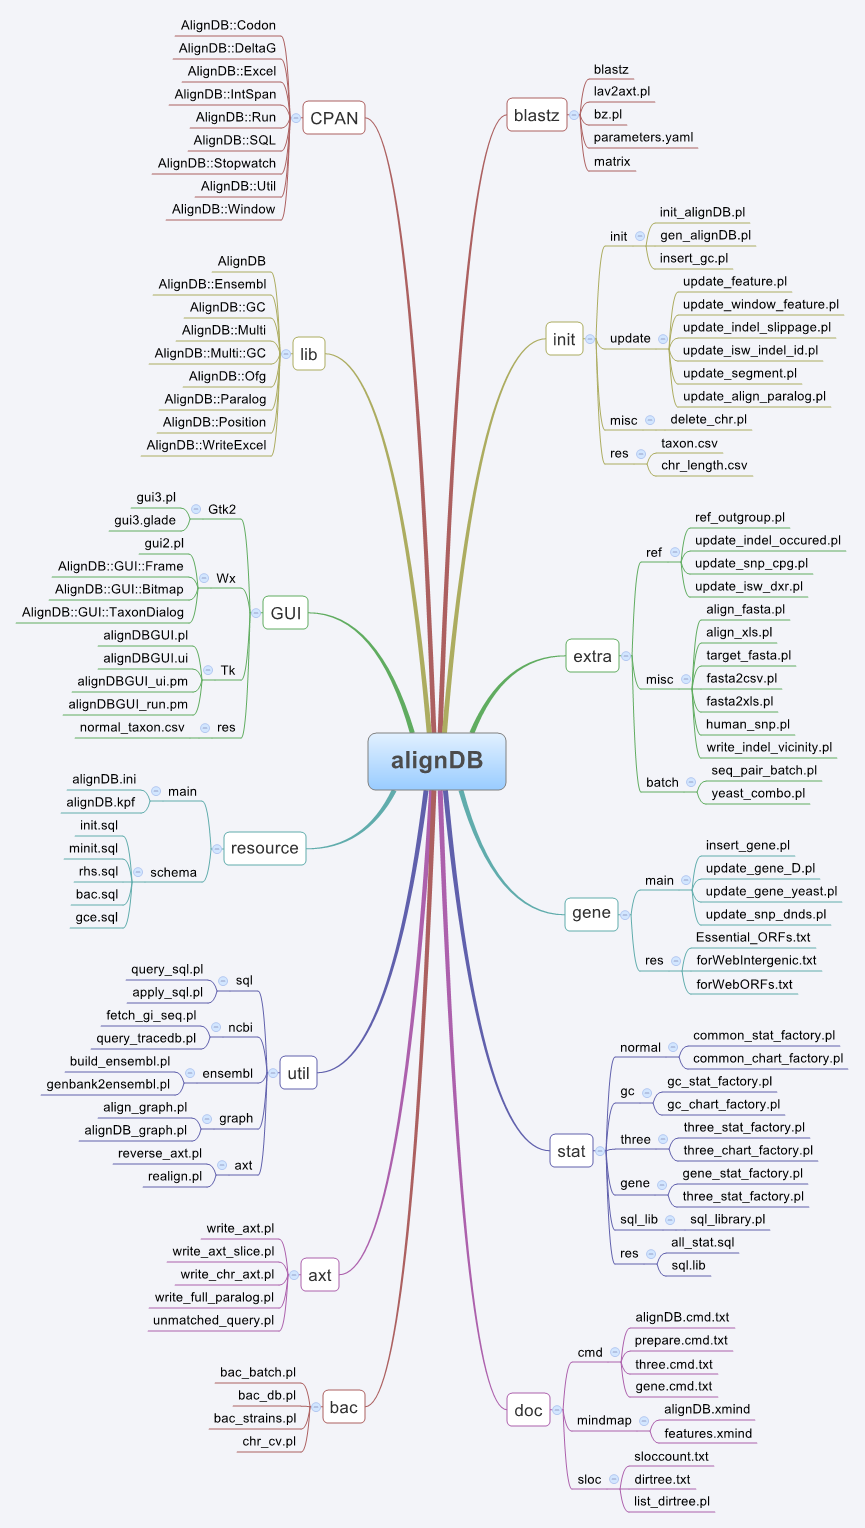 alignDB
CPAN
AlignDB::Codon
AlignDB::DeltaG
AlignDB::Excel
AlignDB::IntSpan
AlignDB::Run
AlignDB::SQL
AlignDB::Stopwatch
AlignDB::Util
AlignDB::Window
lib
AlignDB
AlignDB::Ensembl
AlignDB::GC
AlignDB::Multi
AlignDB::Multi::GC
AlignDB::Ofg
AlignDB::Paralog
AlignDB::Position
AlignDB::WriteExcel
GUI
Gtk2
gui3.pl
gui3.glade
Wx
gui2.pl
AlignDB::GUI::Frame
AlignDB::GUI::Bitmap
AlignDB::GUI::TaxonDialog
Tk
alignDBGUI.pl
alignDBGUI.ui
alignDBGUI_ui.pm
alignDBGUI_run.pm
res
normal_taxon.csv
resource
main
alignDB.ini
alignDB.kpf
schema
init.sql
minit.sql
rhs.sql
bac.sql
gce.sql
util
sql
query_sql.pl
apply_sql.pl
ncbi
fetch_gi_seq.pl
query_tracedb.pl
ensembl
build_ensembl.pl
genbank2ensembl.pl
graph
align_graph.pl
alignDB_graph.pl
axt
reverse_axt.pl
realign.pl
axt
write_axt.pl
write_axt_slice.pl
write_chr_axt.pl
write_full_paralog.pl
unmatched_query.pl
bac
bac_batch.pl
bac_db.pl
bac_strains.pl
chr_cv.pl
blastz
blastz
lav2axt.pl
bz.pl
parameters.yaml
matrix
init
init
init_alignDB.pl
gen_alignDB.pl
insert_gc.pl
update
update_feature.pl
update_window_feature.pl
update_indel_slippage.pl
update_isw_indel_id.pl
update_segment.pl
update_align_paralog.pl
misc
delete_chr.pl
res
taxon.csv
chr_length.csv
extra
ref
ref_outgroup.pl
update_indel_occured.pl
update_snp_cpg.pl
update_isw_dxr.pl
misc
align_fasta.pl
align_xls.pl
target_fasta.pl
fasta2csv.pl
fasta2xls.pl
human_snp.pl
write_indel_vicinity.pl
batch
seq_pair_batch.pl
yeast_combo.pl
gene
main
insert_gene.pl
update_gene_D.pl
update_gene_yeast.pl
update_snp_dnds.pl
res
Essential_ORFs.txt
forWebIntergenic.txt
forWebORFs.txt
stat
normal
common_stat_factory.pl
common_chart_factory.pl
gc
gc_stat_factory.pl
gc_chart_factory.pl
three
three_stat_factory.pl
three_chart_factory.pl
gene
gene_stat_factory.pl
three_stat_factory.pl
sql_lib
sql_library.pl
res
all_stat.sql
sql.lib
doc
cmd
alignDB.cmd.txt
prepare.cmd.txt
three.cmd.txt
gene.cmd.txt
mindmap
alignDB.xmind
features.xmind
sloc
sloccount.txt
dirtree.txt
list_dirtree.pl